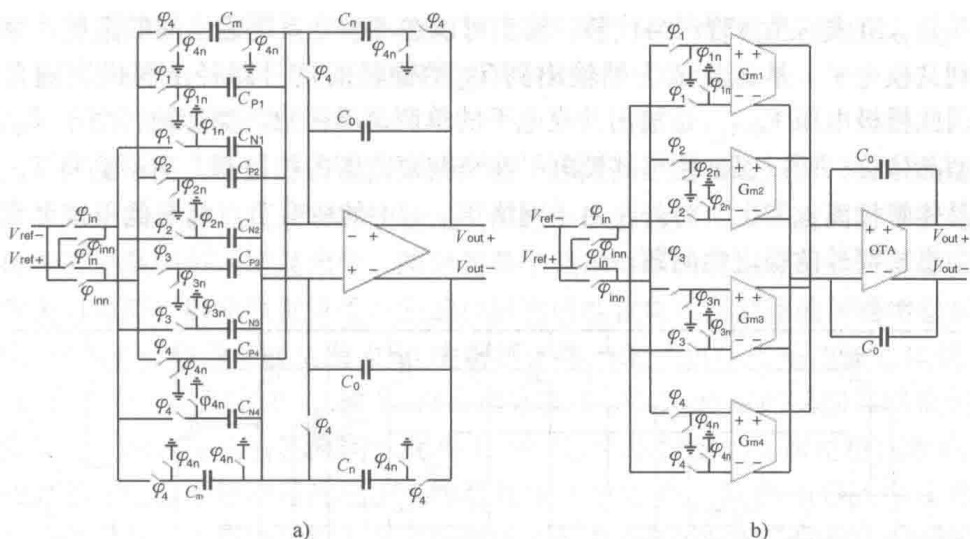 φ4 Cm Cn φ4
φ4n φ4n φ4n
φ1 φ4
CP1
φ1n
φ1 φ1n CN1
C0
φ2 CP2
φ2n
φ2n
φ2 CN2
Vref− φin
φinn
Vref+ φin
φinn
φ3 CP3
φ3n
φ3n
φ3 CN3
φ4 CP4
φ4n
φ4n
φ4 CN4
φ4n φ4n φ4n
φ4 Cm Cn φ4
φ4
C0
− +
+ −
Vout+
Vout−
a)
φ1
φ1n
φ1 φ1n
+ +
Gm1
− −
φ2
φ2n
φ2 φ2n
+ +
Gm2
− −
Vref− φin
φinn
Vref+ φin
φinn
φ3
φ3n
φ3 φ3n
+ +
Gm3
− −
φ4
φ4n
φ4 φ4n
+ +
Gm4
− −
C0
+ +
OTA
− −
C0
Vout+
Vout−
b)